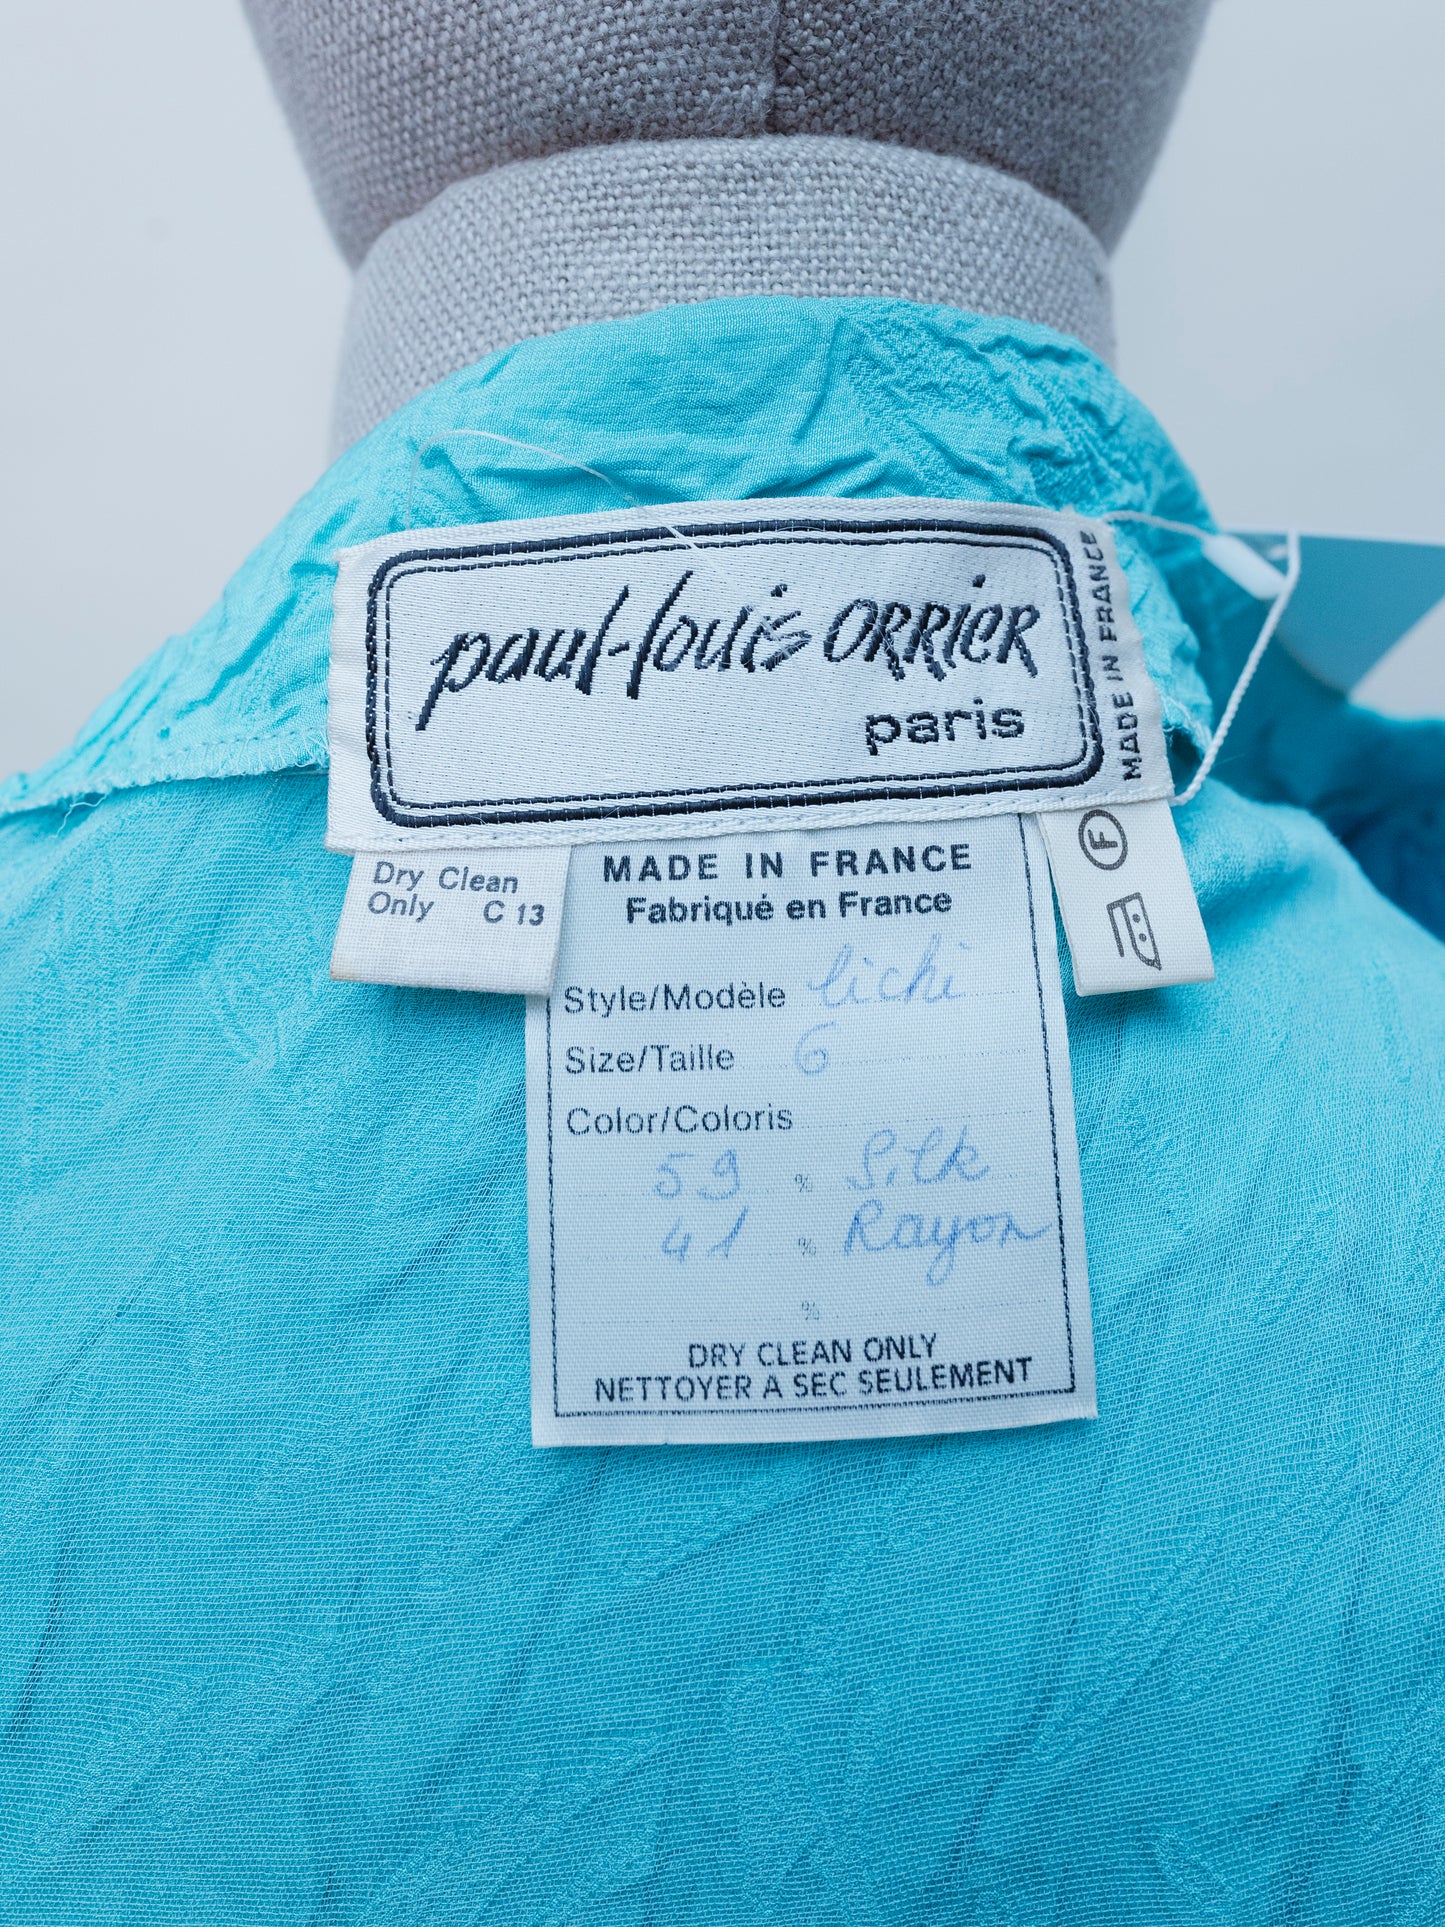 paul-louis ORRIER
paris
MADE IN FRANCE
Dry Clean
Only C 13
MADE IN FRANCE
Fabriqué en France
Style/Modèle lichi
Size/Taille 6
Color/Coloris
59 % Silk
41 % Rayon
%
DRY CLEAN ONLY
NETTOYER A SEC SEULEMENT
F